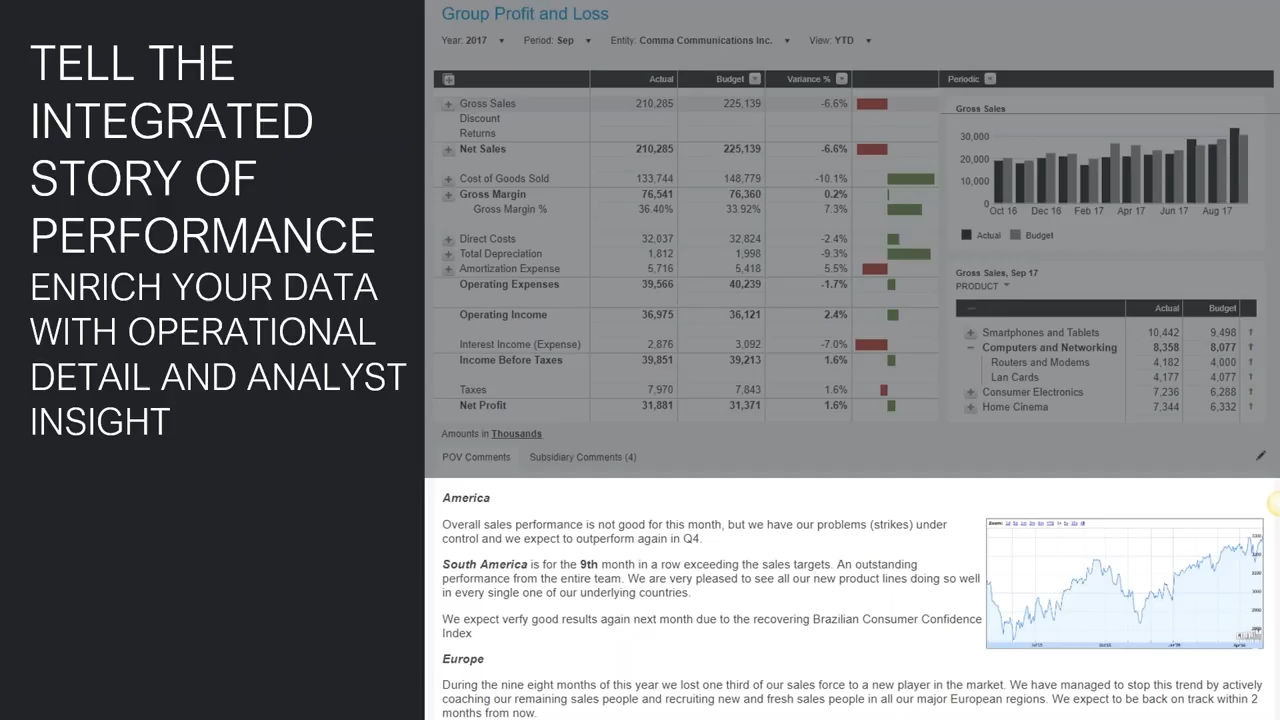 TELL THE
INTEGRATED
STORY OF
PERFORMANCE
ENRICH YOUR DATA
WITH OPERATIONAL
DETAIL AND ANALYST
INSIGHT
Group Profit and Loss
Year: 2017 Period: Sep Entity: Comma Communications Inc. View: YTD
Actual Budget Variance %
Gross Sales 210,285 225,139 -6.6%
Discount
Returns
Net Sales 210,285 225,139 -6.6%
Cost of Goods Sold 133,744 148,779 -10.1%
Gross Margin 76,541 76,360 0.2%
Gross Margin % 36.40% 33.92% 7.3%
Direct Costs 32,037 32,824 -2.4%
Total Depreciation 1,812 1,998 -9.3%
Amortization Expense 5,716 5,418 5.5%
Operating Expenses 39,566 40,239 -1.7%
Operating Income 36,975 36,121 2.4%
Interest Income (Expense) 2,876 3,092 -7.0%
Income Before Taxes 39,851 39,213 1.6%
Taxes 7,970 7,843 1.6%
Net Profit 31,881 31,371 1.6%
Amounts in Thousands
POV Comments Subsidiary Comments (4)
Periodic
Gross Sales
30,000
20,000
10,000
0
Oct 16 Dec 16 Feb 17 Apr 17 Jun 17 Aug 17
Actual Budget
Gross Sales, Sep 17
PRODUCT
Actual Budget
Smartphones and Tablets 10,442 9,498
Computers and Networking 8,358 8,077
Routers and Modems 4,182 4,000
Lan Cards 4,177 4,077
Consumer Electronics 7,236 6,288
Home Cinema 7,344 6,332
America
Overall sales performance is not good for this month, but we have our problems (strikes) under
control and we expect to outperform again in Q4.
South America is for the 9th month in a row exceeding the sales targets. An outstanding
performance from the entire team. We are very pleased to see all our new product lines doing so well
in every single one of our underlying countries.
We expect verfy good results again next month due to the recovering Brazilian Consumer Confidence
Index
Europe
During the nine eight months of this year we lost one third of our sales force to a new player in the market. We have managed to stop this trend by actively
coaching our remaining sales people and recruiting new and fresh sales people in all our major European regions. We expect to be back on track within 2
months from now.